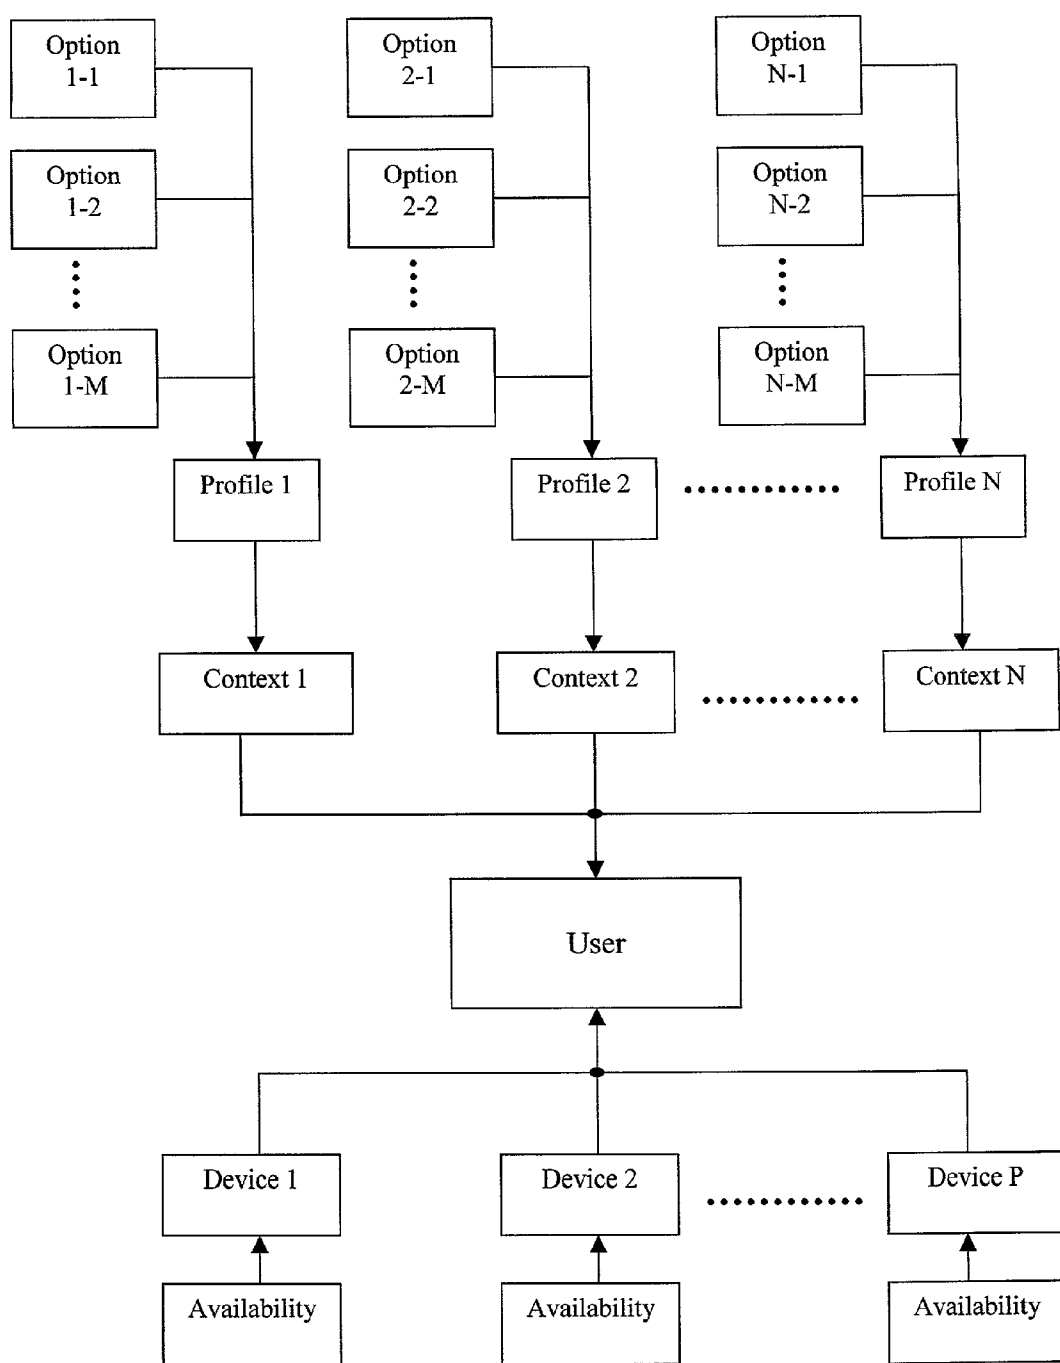 Option
1-1
Option
2-1
Option
N-1
Option
1-2
Option
2-2
Option
N-2
Option
1-M
Option
2-M
Option
N-M
Profile 1
Profile 2
Profile N
Context 1
Context 2
Context N
User
Device 1
Device 2
Device P
Availability
Availability
Availability